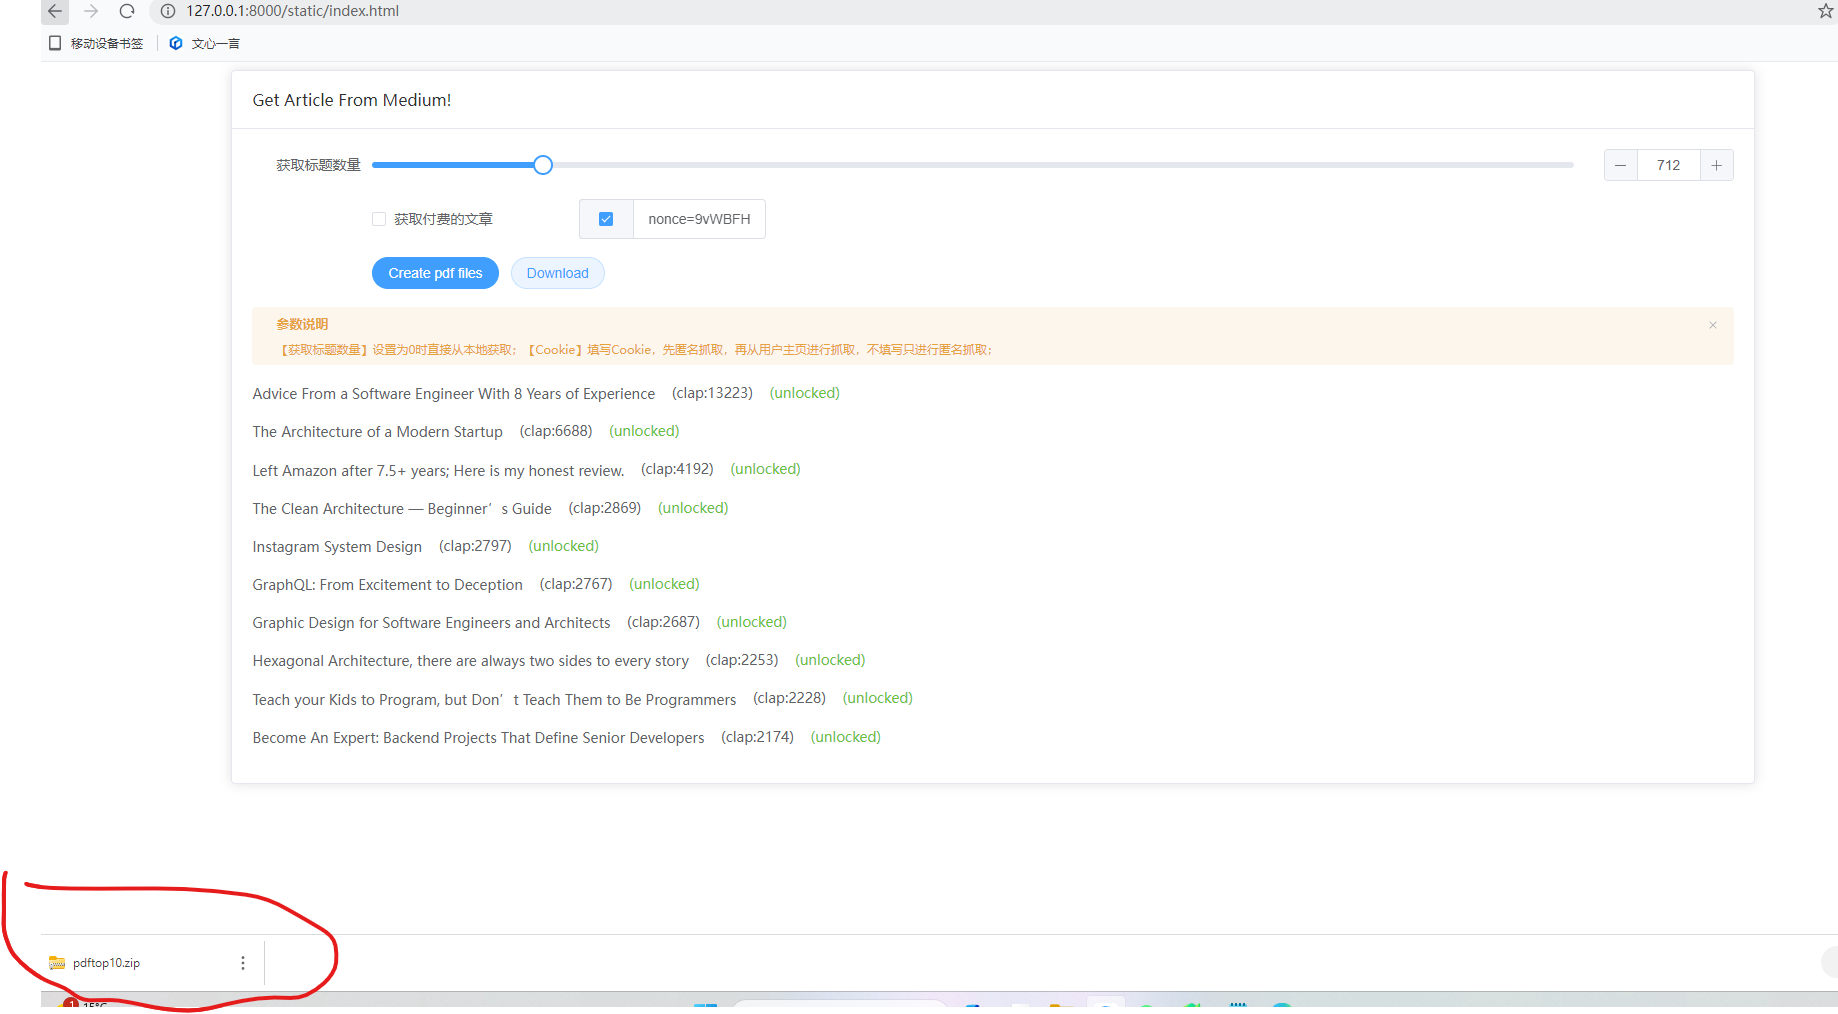 127.0.0.1:8000/static/index.html
移动设备书签 文心一言
Get Article From Medium!
获取标题数量 712
获取付费的文章 nonce=9vWBFH
Create pdf files Download
参数说明
【获取标题数量】设置为0时直接从本地获取；【Cookie】填写Cookie，先匿名抓取，再从用户主页进行抓取，不填写只进行匿名抓取；
Advice From a Software Engineer With 8 Years of Experience (clap:13223) (unlocked)
The Architecture of a Modern Startup (clap:6688) (unlocked)
Left Amazon after 7.5+ years; Here is my honest review. (clap:4192) (unlocked)
The Clean Architecture — Beginner’s Guide (clap:2869) (unlocked)
Instagram System Design (clap:2797) (unlocked)
GraphQL: From Excitement to Deception (clap:2767) (unlocked)
Graphic Design for Software Engineers and Architects (clap:2687) (unlocked)
Hexagonal Architecture, there are always two sides to every story (clap:2253) (unlocked)
Teach your Kids to Program, but Don’t Teach Them to Be Programmers (clap:2228) (unlocked)
Become An Expert: Backend Projects That Define Senior Developers (clap:2174) (unlocked)
pdftop10.zip
1 15°C